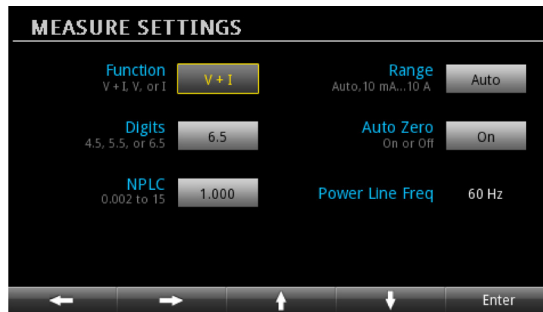 MEASURE SETTINGS
Function
V + I, V, or I
V + I
Range
Auto,10 mA...10 A
Auto
Digits
4.5, 5.5, or 6.5
6.5
Auto Zero
On or Off
On
NPLC
0.002 to 15
1.000
Power Line Freq
60 Hz
Enter